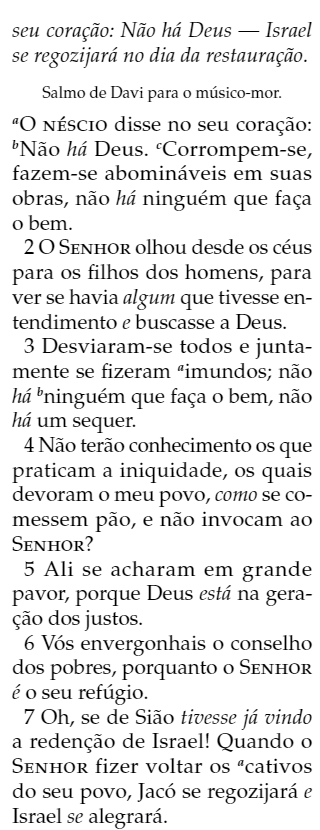 seu coração: Não há Deus — Israel
se regozijará no dia da restauração.
Salmo de Davi para o músico-mor.
ᵃO NÉSCIO disse no seu coração:
ᵇNão há Deus. ᶜCorrompem-se,
fazem-se abomináveis em suas
obras, não há ninguém que faça
o bem.
2 O SENHOR olhou desde os céus
para os filhos dos homens, para
ver se havia algum que tivesse en-
tendimento e buscasse a Deus.
3 Desviaram-se todos e junta-
mente se fizeram ᵃimundos; não
há ᵇninguém que faça o bem, não
há um sequer.
4 Não terão conhecimento os que
praticam a iniquidade, os quais
devoram o meu povo, como se co-
messem pão, e não invocam ao
SENHOR?
5 Ali se acharam em grande
pavor, porque Deus está na gera-
ção dos justos.
6 Vós envergonhais o conselho
dos pobres, porquanto o SENHOR
é o seu refúgio.
7 Oh, se de Sião tivesse já vindo
a redenção de Israel! Quando o
SENHOR fizer voltar os ᵃcativos
do seu povo, Jacó se regozijará e
Israel se alegrará.